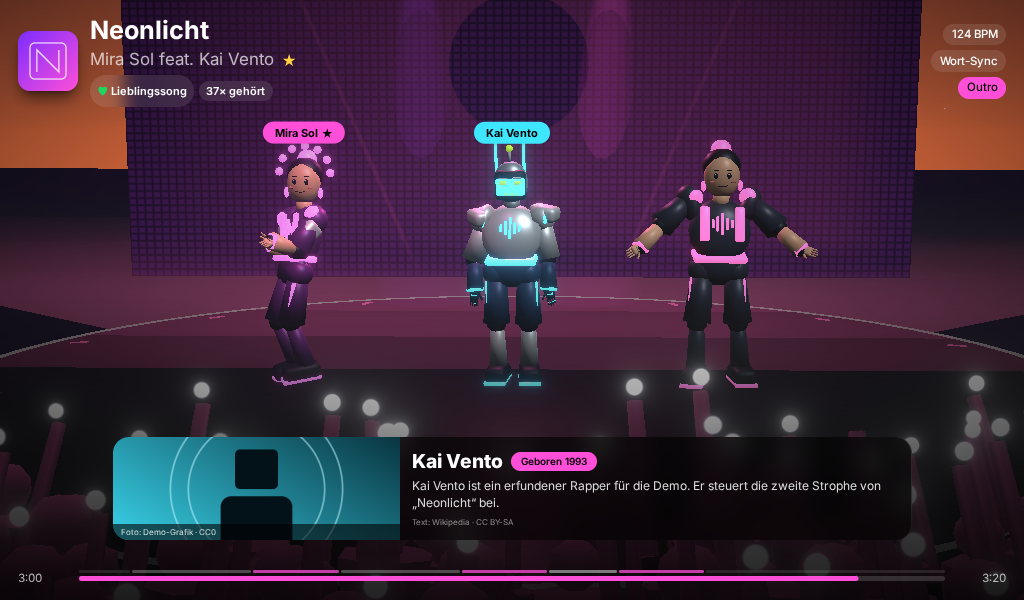 Neonlicht
Mira Sol feat. Kai Vento ★
Lieblingssong
37× gehört
124 BPM
Wort-Sync
Outro
Mira Sol ★
Kai Vento
Kai Vento
Geboren 1993
Kai Vento ist ein erfundener Rapper für die Demo. Er steuert die zweite Strophe von
„Neonlicht“ bei.
Text: Wikipedia · CC BY-SA
Foto: Demo-Grafik · CC0
3:00
3:20